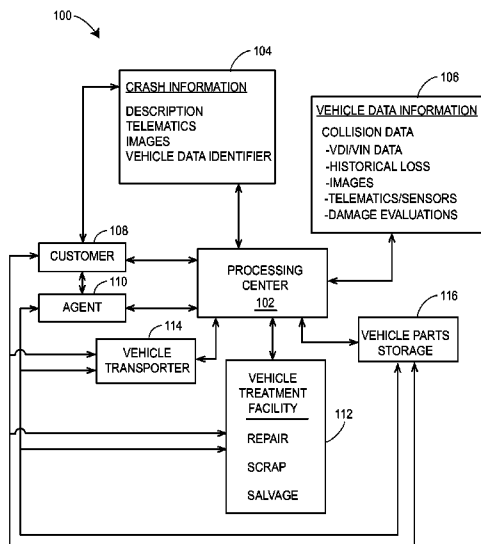 100
104
CRASH INFORMATION
DESCRIPTION
TELEMATICS
IMAGES
VEHICLE DATA IDENTIFIER
106
VEHICLE DATA INFORMATION
COLLISION DATA
-VDI/VIN DATA
-HISTORICAL LOSS
-IMAGES
-TELEMATICS/SENSORS
-DAMAGE EVALUATIONS
108
CUSTOMER
110
AGENT
PROCESSING
CENTER
102
114
VEHICLE
TRANSPORTER
116
VEHICLE PARTS
STORAGE
VEHICLE
TREATMENT
FACILITY
REPAIR
SCRAP
SALVAGE
112